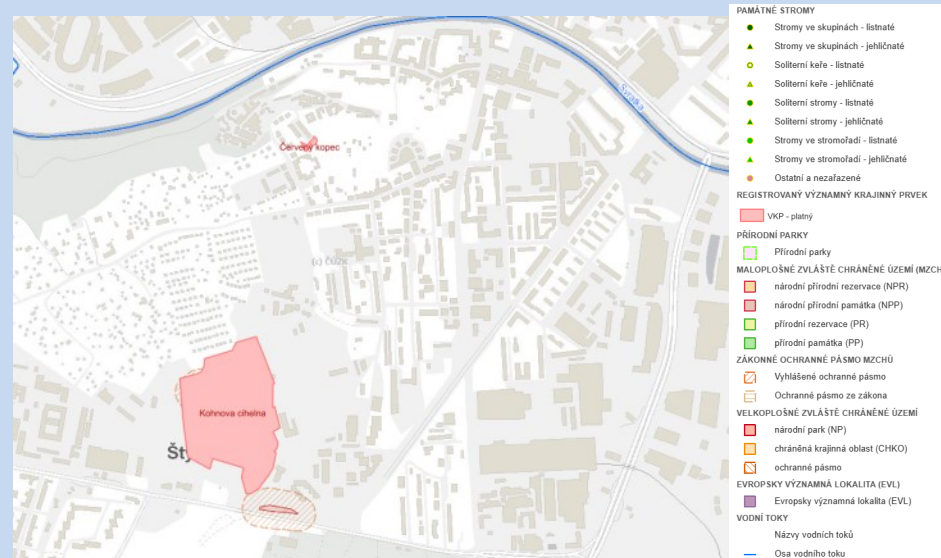 Svratka
Červený kopec
(c) ČÚZK
Kohnova cihelna
Štý
PAMÁTNÉ STROMY
Stromy ve skupinách - listnaté
Stromy ve skupinách - jehličnaté
Soliterní keře - listnaté
Soliterní keře - jehličnaté
Soliterní stromy - listnaté
Soliterní stromy - jehličnaté
Stromy ve stromořadí - listnaté
Stromy ve stromořadí - jehličnaté
Ostatní a nezařazené
REGISTROVANÝ VÝZNAMNÝ KRAJINNÝ PRVEK
VKP - platný
PŘÍRODNÍ PARKY
Přírodní parky
MALOPLOŠNÉ ZVLÁŠTĚ CHRÁNĚNÉ ÚZEMÍ (MZCH
národní přírodní rezervace (NPR)
národní přírodní památka (NPP)
přírodní rezervace (PR)
přírodní památka (PP)
ZÁKONNÉ OCHRANNÉ PÁSMO MZCHÚ
Vyhlášené ochranné pásmo
Ochranné pásmo ze zákona
VELKOPLOŠNÉ ZVLÁŠTĚ CHRÁNĚNÉ ÚZEMÍ
národní park (NP)
chráněná krajinná oblast (CHKO)
ochranné pásmo
EVROPSKY VÝZNAMNÁ LOKALITA (EVL)
Evropsky významná lokalita (EVL)
VODNÍ TOKY
Názvy vodních toků
Osa vodního toku